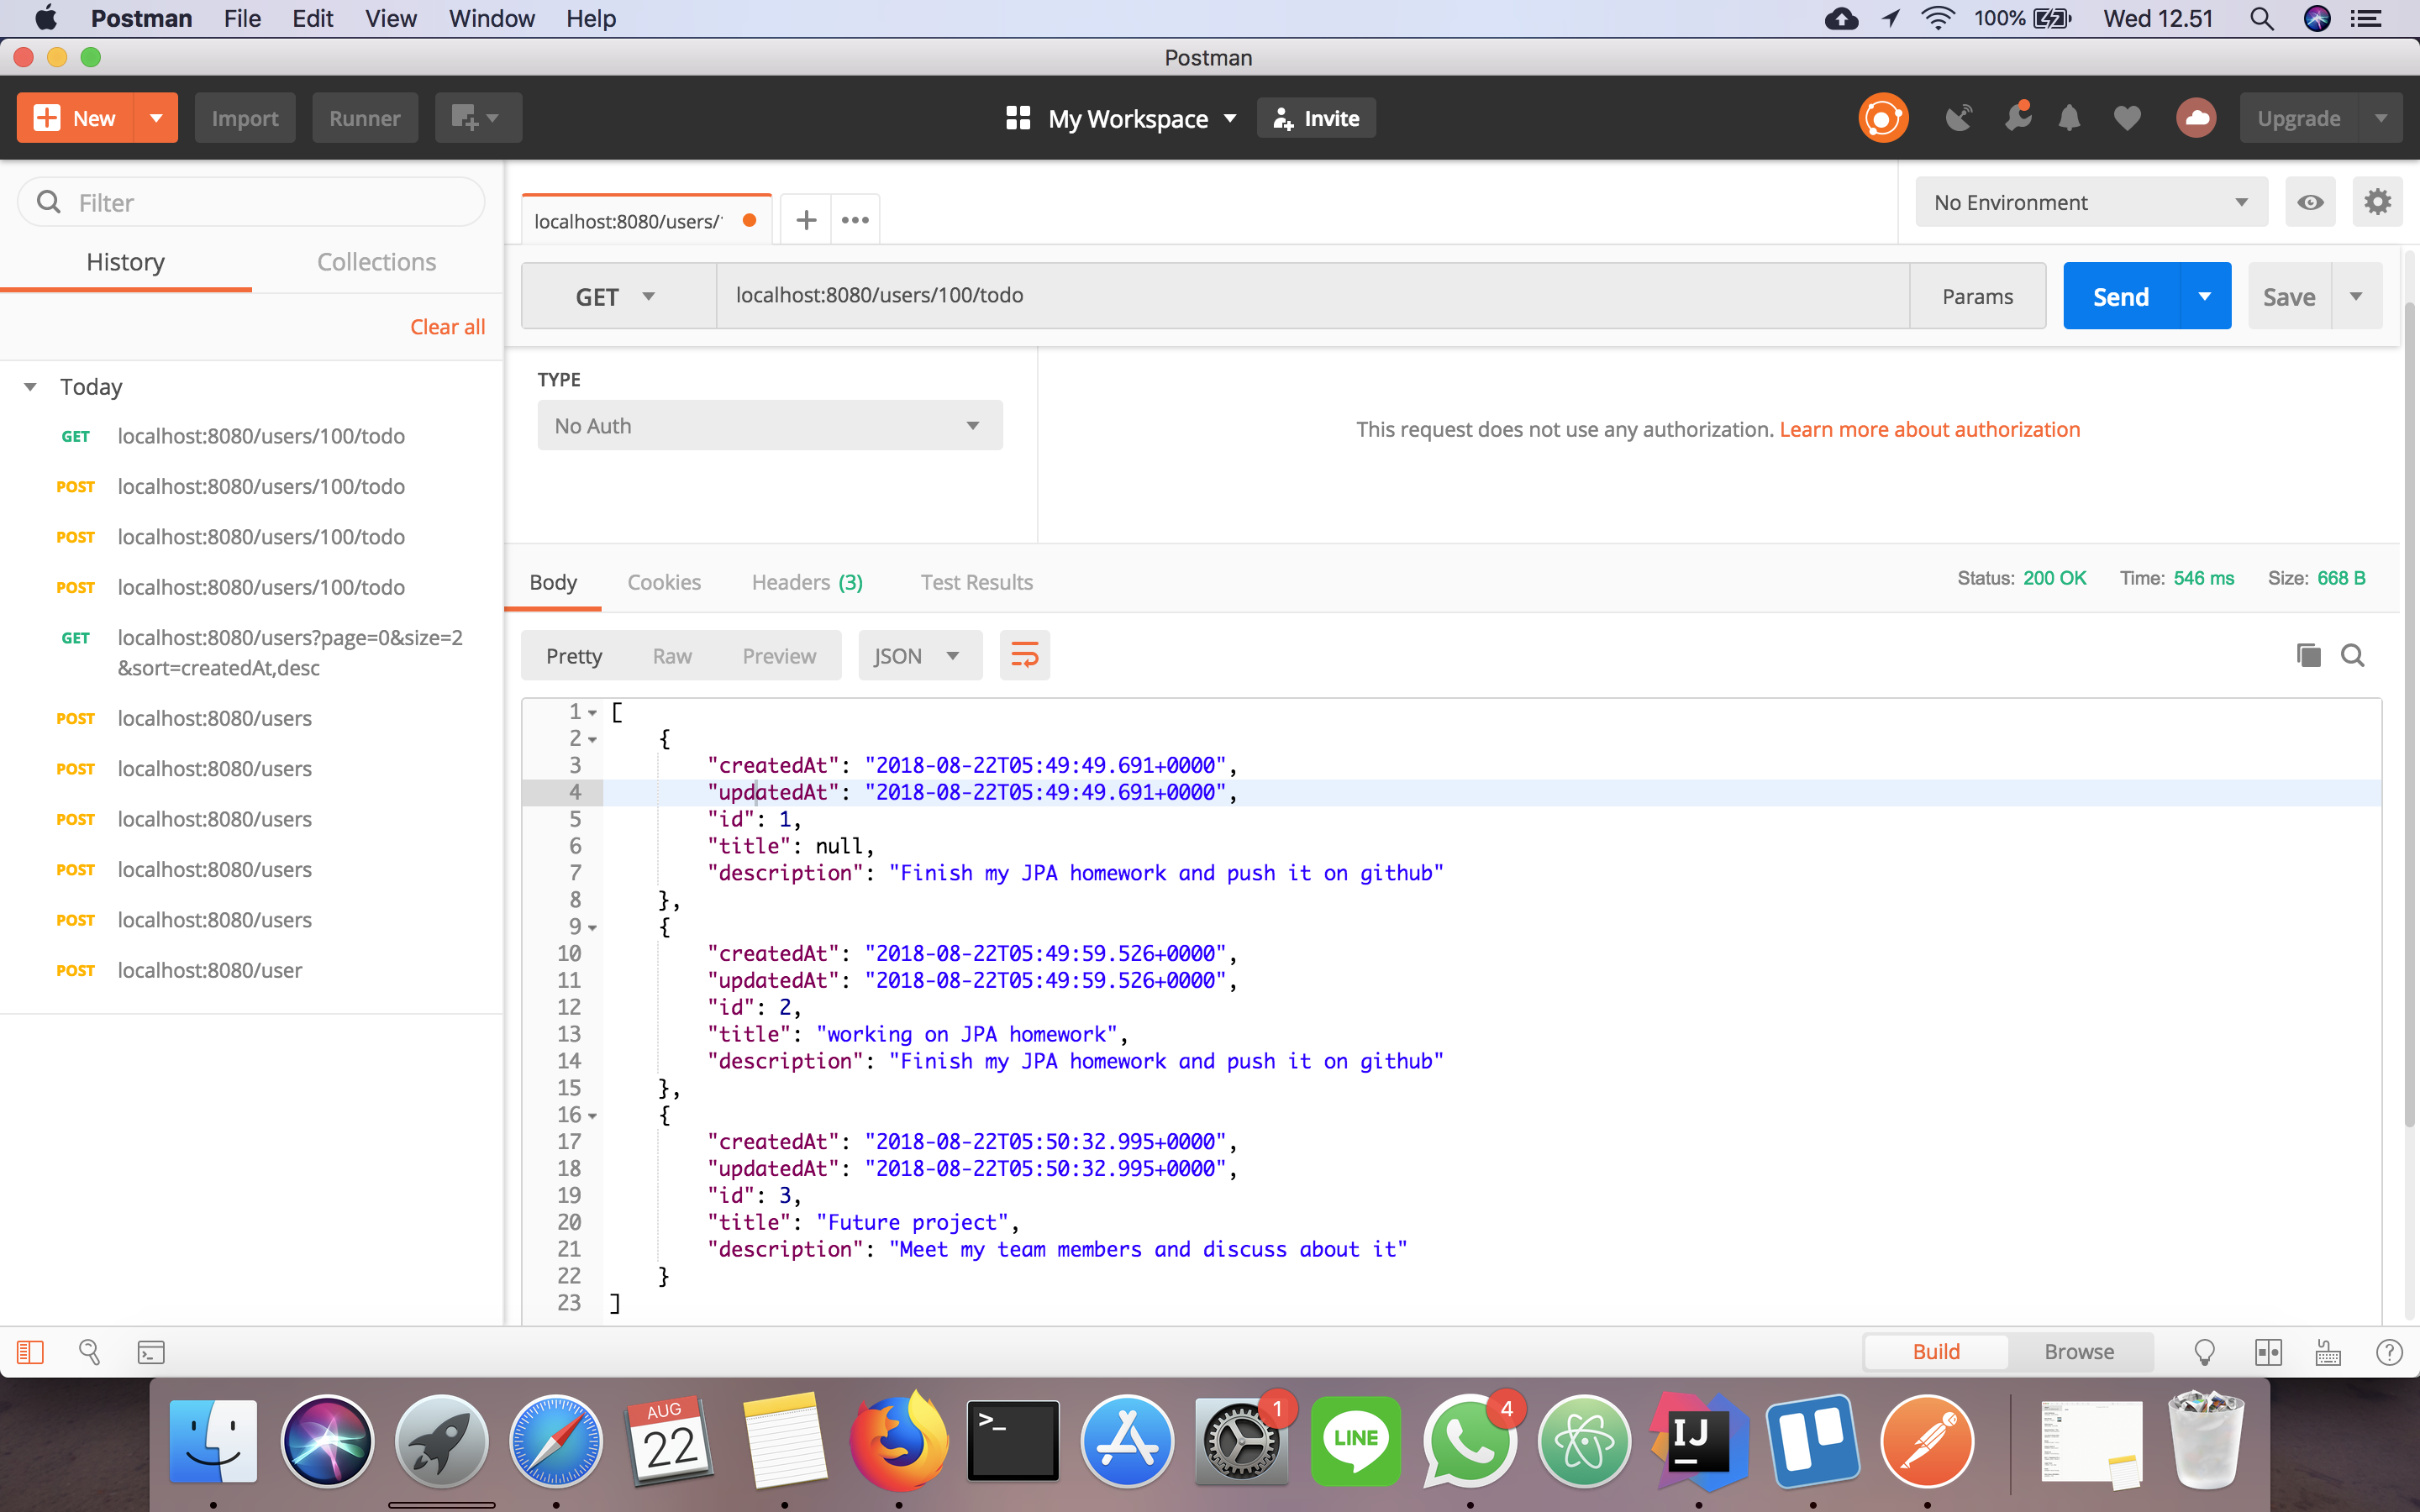 Postman File Edit View Window Help 100% Wed 12.51
Postman
New Import Runner My Workspace Invite Upgrade
Filter
History Collections
Clear all
Today
GET localhost:8080/users/100/todo
POST localhost:8080/users/100/todo
POST localhost:8080/users/100/todo
POST localhost:8080/users/100/todo
GET localhost:8080/users?page=0&size=2
&sort=createdAt,desc
POST localhost:8080/users
POST localhost:8080/users
POST localhost:8080/users
POST localhost:8080/users
POST localhost:8080/users
POST localhost:8080/user
localhost:8080/users/
No Environment
GET localhost:8080/users/100/todo Params Send Save
TYPE
No Auth
This request does not use any authorization. Learn more about authorization
Body Cookies Headers (3) Test Results Status: 200 OK Time: 546 ms Size: 668 B
Pretty Raw Preview JSON
1 [
2 {
3 "createdAt": "2018-08-22T05:49:49.691+0000",
4 "updatedAt": "2018-08-22T05:49:49.691+0000",
5 "id": 1,
6 "title": null,
7 "description": "Finish my JPA homework and push it on github"
8 },
9 {
10 "createdAt": "2018-08-22T05:49:59.526+0000",
11 "updatedAt": "2018-08-22T05:49:59.526+0000",
12 "id": 2,
13 "title": "working on JPA homework",
14 "description": "Finish my JPA homework and push it on github"
15 },
16 {
17 "createdAt": "2018-08-22T05:50:32.995+0000",
18 "updatedAt": "2018-08-22T05:50:32.995+0000",
19 "id": 3,
20 "title": "Future project",
21 "description": "Meet my team members and discuss about it"
22 }
23 ]
Build Browse
AUG
22
>_
1
LINE
4
IJ